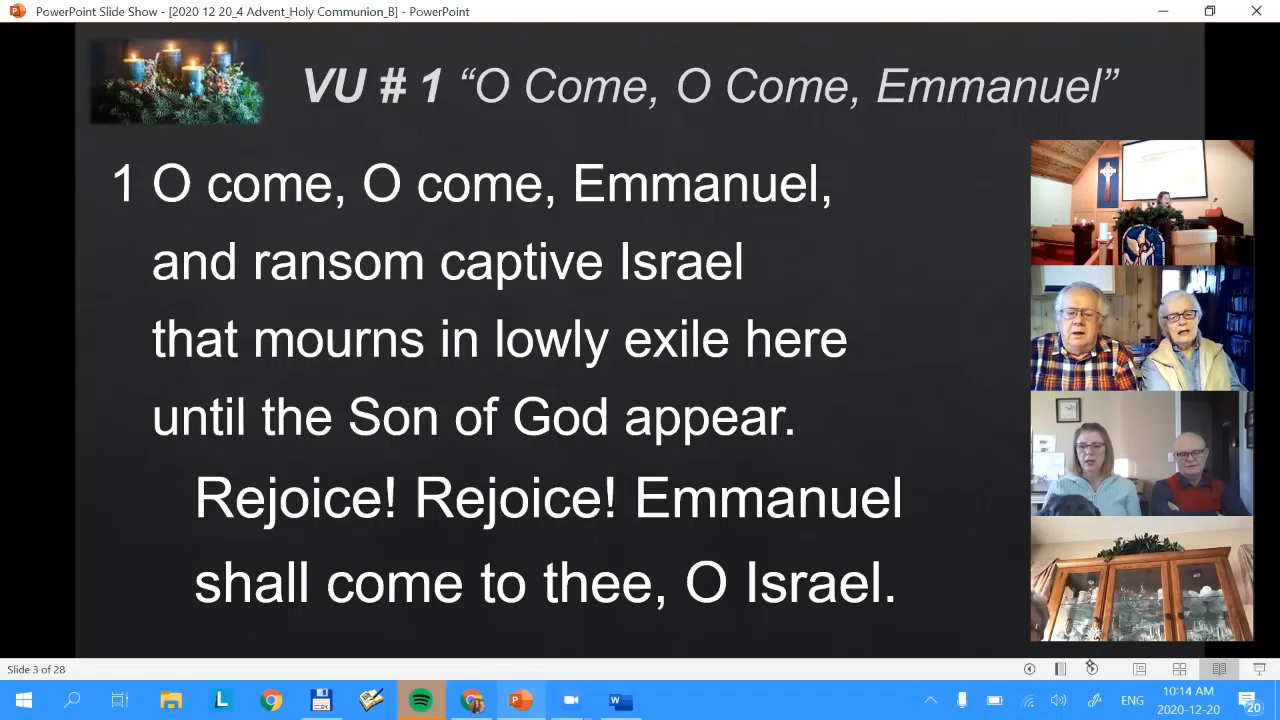 PowerPoint Slide Show - [2020 12 20_4 Advent_Holy Communion_B] - PowerPoint
VU # 1 “O Come, O Come, Emmanuel”
1 O come, O come, Emmanuel,
and ransom captive Israel
that mourns in lowly exile here
until the Son of God appear.
Rejoice! Rejoice! Emmanuel
shall come to thee, O Israel.
Slide 3 of 28
L
W
ENG
10:14 AM
2020-12-20
20